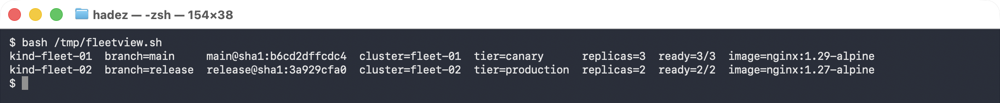 hadez — -zsh — 154×38
$ bash /tmp/fleetview.sh
kind-fleet-01  branch=main     main@sha1:b6cd2dffcdc4  cluster=fleet-01  tier=canary      replicas=3  ready=3/3  image=nginx:1.29-alpine
kind-fleet-02  branch=release  release@sha1:3a929cfa0  cluster=fleet-02  tier=production  replicas=2  ready=2/2  image=nginx:1.27-alpine
$